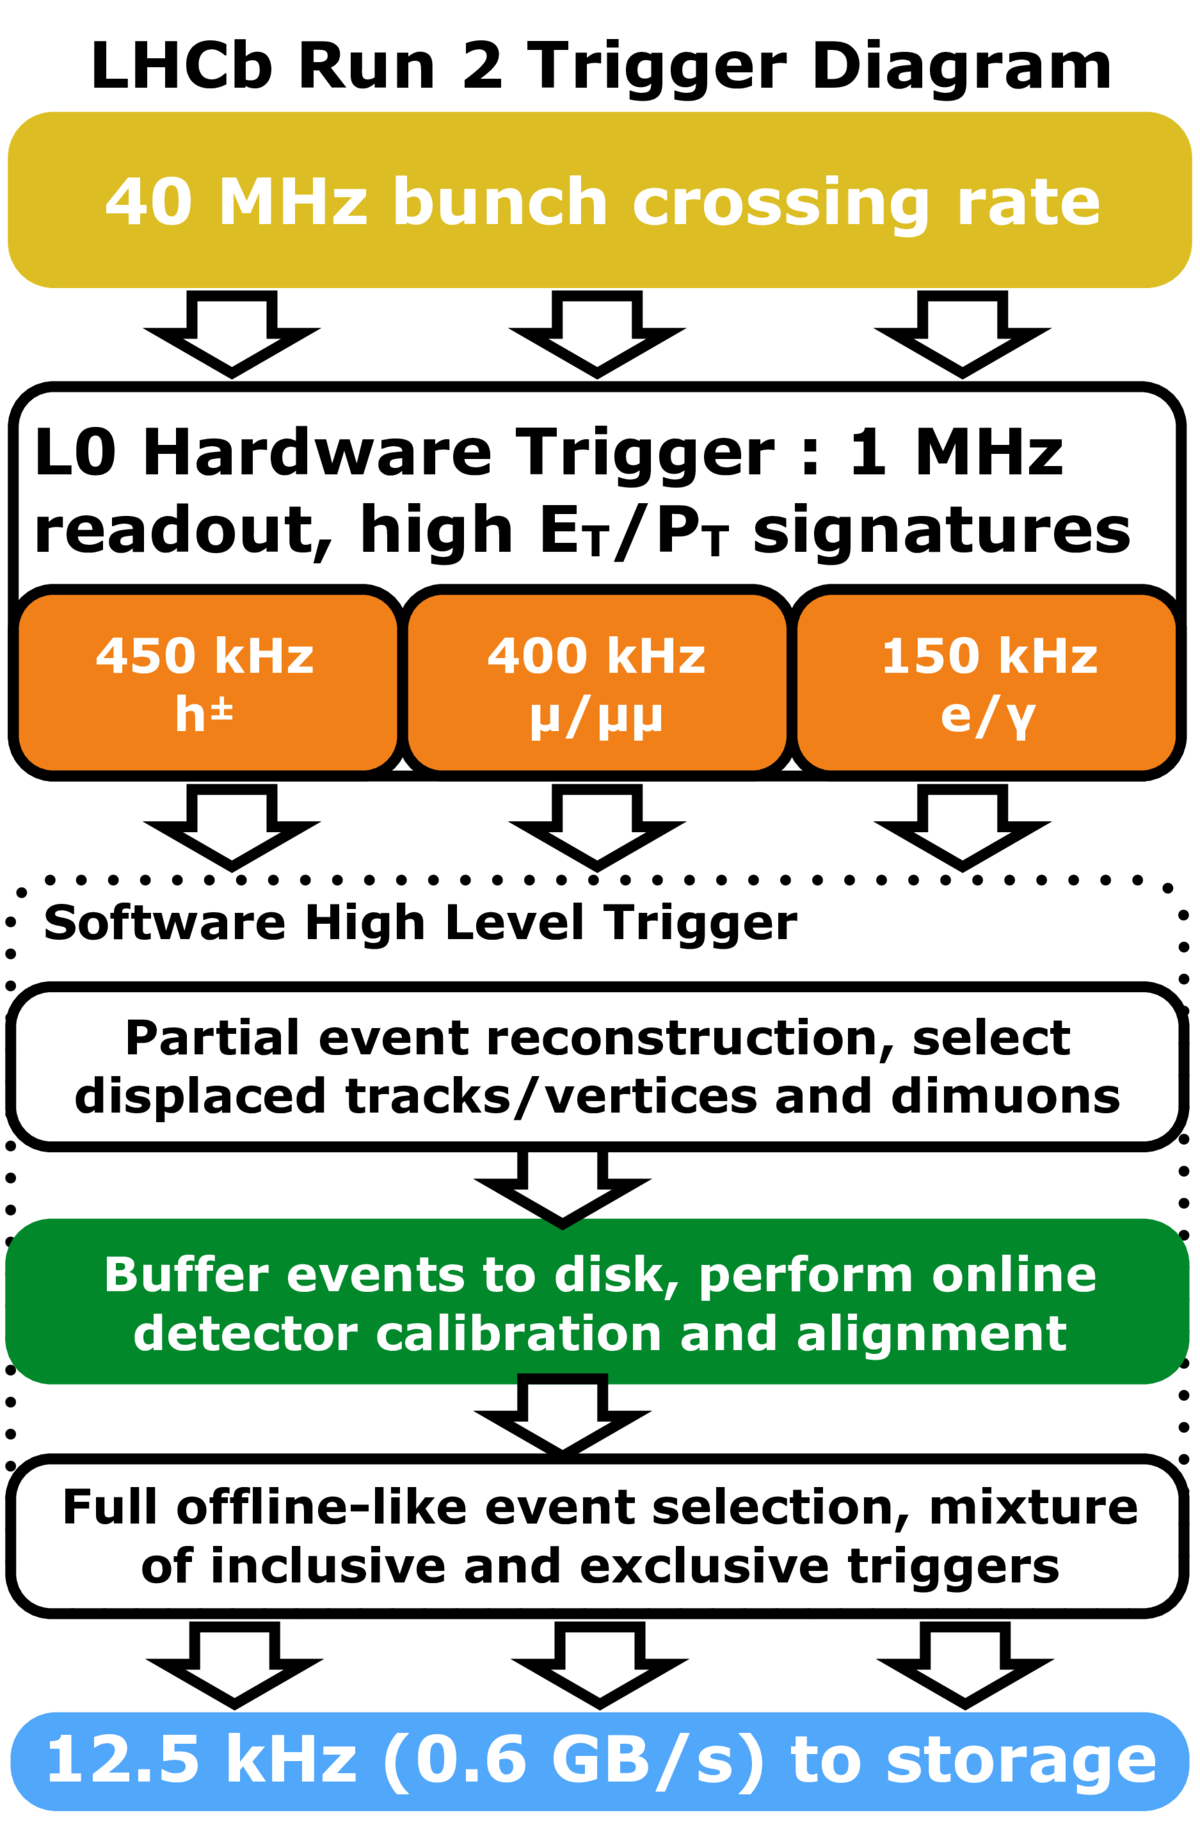 LHCb Run 2 Trigger Diagram
40 MHz bunch crossing rate
L0 Hardware Trigger : 1 MHz
readout, high Eᴛ/Pᴛ signatures
450 kHz
h±
400 kHz
µ/µµ
150 kHz
e/γ
Software High Level Trigger
Partial event reconstruction, select
displaced tracks/vertices and dimuons
Buffer events to disk, perform online
detector calibration and alignment
Full offline-like event selection, mixture
of inclusive and exclusive triggers
12.5 kHz (0.6 GB/s) to storage